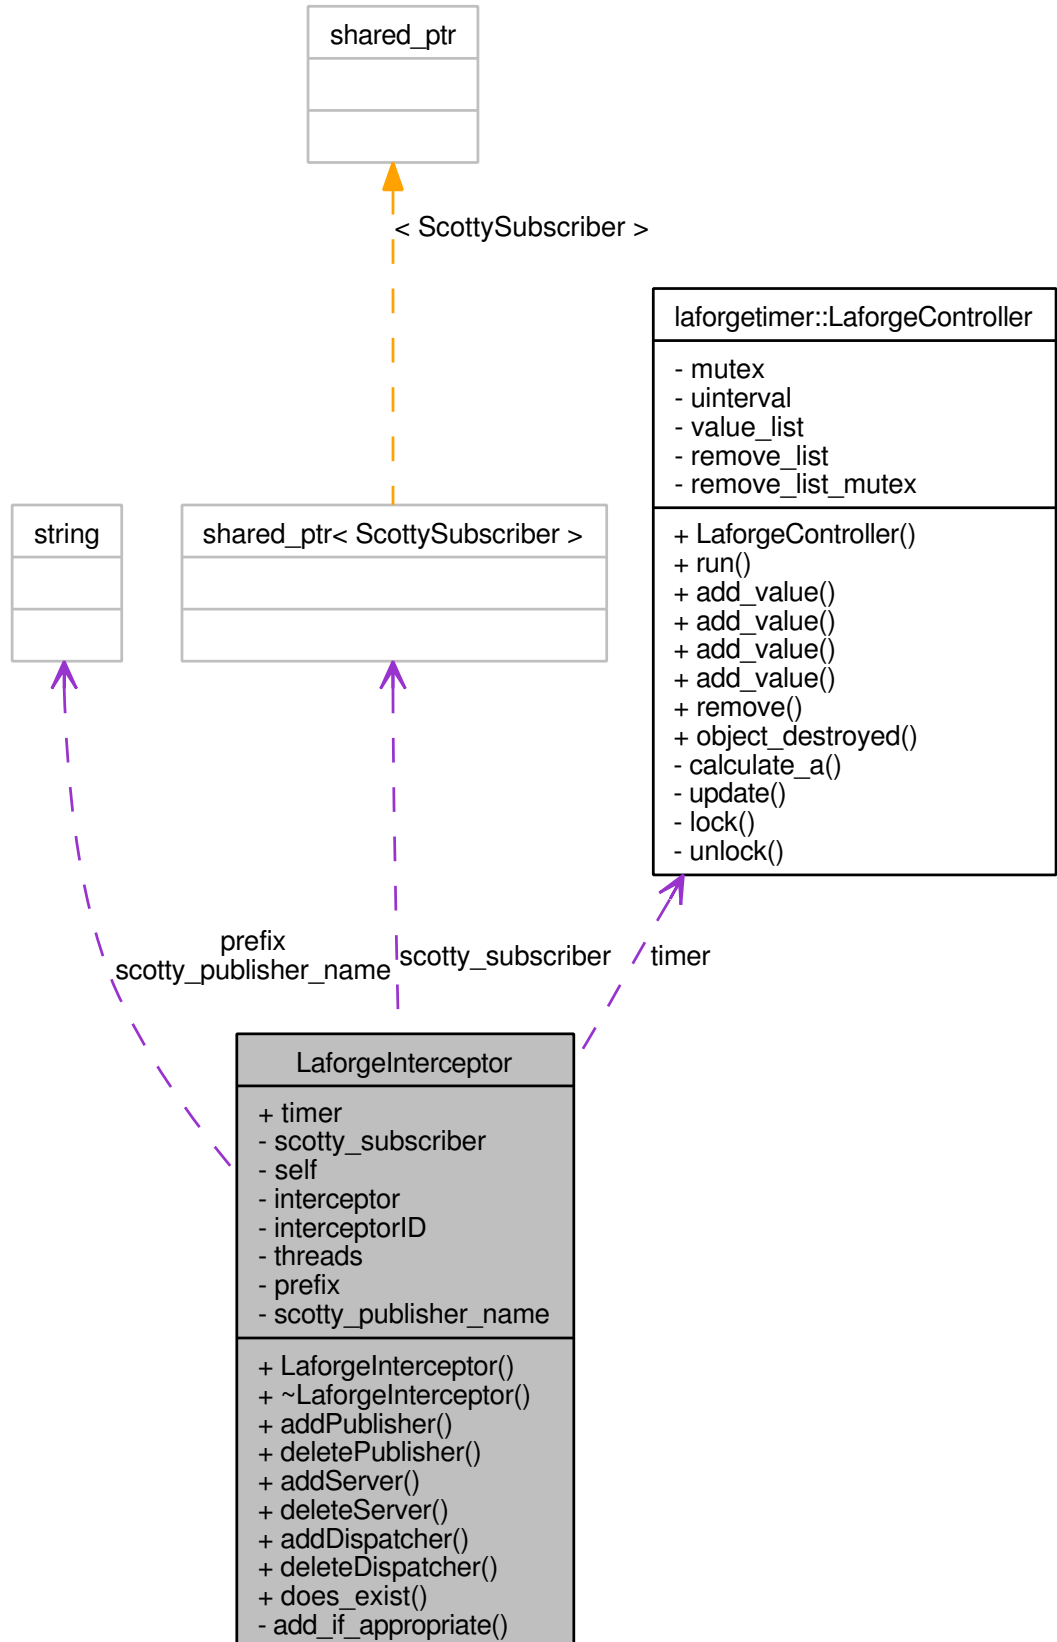 shared_ptr
< ScottySubscriber >
laforgetimer::LaforgeController
- mutex
- uinterval
- value_list
- remove_list
- remove_list_mutex
+ LaforgeController()
+ run()
+ add_value()
+ add_value()
+ add_value()
+ add_value()
+ remove()
+ object_destroyed()
- calculate_a()
- update()
- lock()
- unlock()
string
shared_ptr< ScottySubscriber >
prefix
scotty_publisher_name
scotty_subscriber
timer
LaforgeInterceptor
+ timer
- scotty_subscriber
- self
- interceptor
- interceptorID
- threads
- prefix
- scotty_publisher_name
+ LaforgeInterceptor()
+ ~LaforgeInterceptor()
+ addPublisher()
+ deletePublisher()
+ addServer()
+ deleteServer()
+ addDispatcher()
+ deleteDispatcher()
+ does_exist()
- add_if_appropriate()